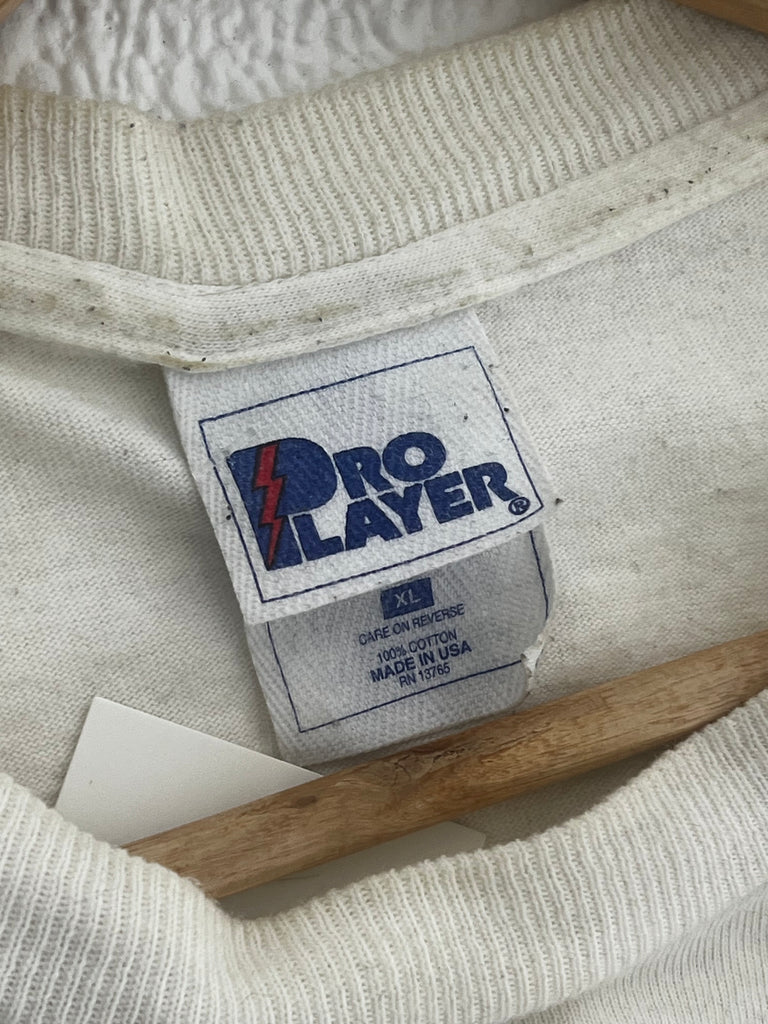 PRO
PLAYER®
XL
CARE ON REVERSE
100% COTTON
MADE IN USA
RN 13765